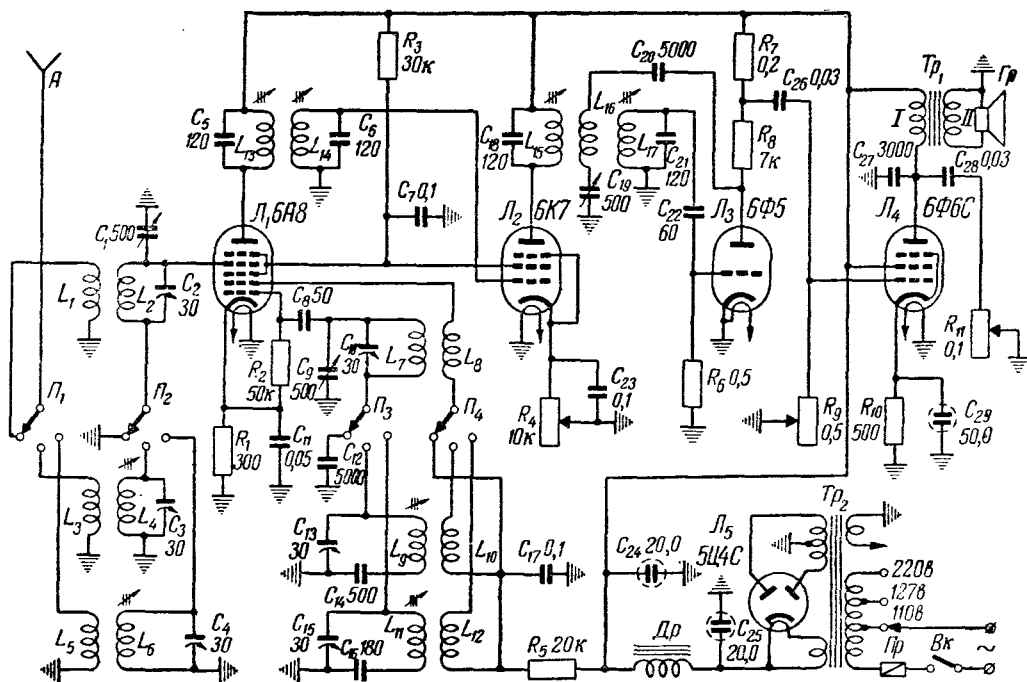 A
C₅
120
L₁₃
L₁₄
C₆
120
R₃
30к
C₇ 0,1
C₁₈
120
L₁₅
L₁₆
C₂₀ 5000
L₁₇
C₂₁
120
C₁₉
500
R₇
0,2
C₂₆ 0,03
R₈
7к
Тр₁
I
II
Гр
C₂₇ 3000
C₂₈ 0,03
Л₁ 6А8
Л₂ 6К7
C₂₂
60
Л₃ 6Ф5
Л₄ 6Ф6С
C₁ 500
L₁
L₂
C₂
30
C₈ 50
R₂
50к
C₉
500
C₁₀
30
L₇
L₈
R₁
300
C₁₁
0,05
П₁
П₂
П₃
П₄
C₁₂
5000
R₄
10к
C₂₃
0,1
R₆ 0,5
R₉
0,5
R₁₀
500
C₂₉
50,0
R₁₁
0,1
L₃
L₄
C₃
30
C₁₃
30
C₁₄ 500
L₉
L₁₀
C₁₇ 0,1
C₂₄ 20,0
Л₅
5Ц4С
Тр₂
220в
127в
110в
L₅
L₆
C₄
30
C₁₅
30
C₁₆ 180
L₁₁
L₁₂
R₅ 20к
Др
C₂₅
20,0
Пр
Вк
~